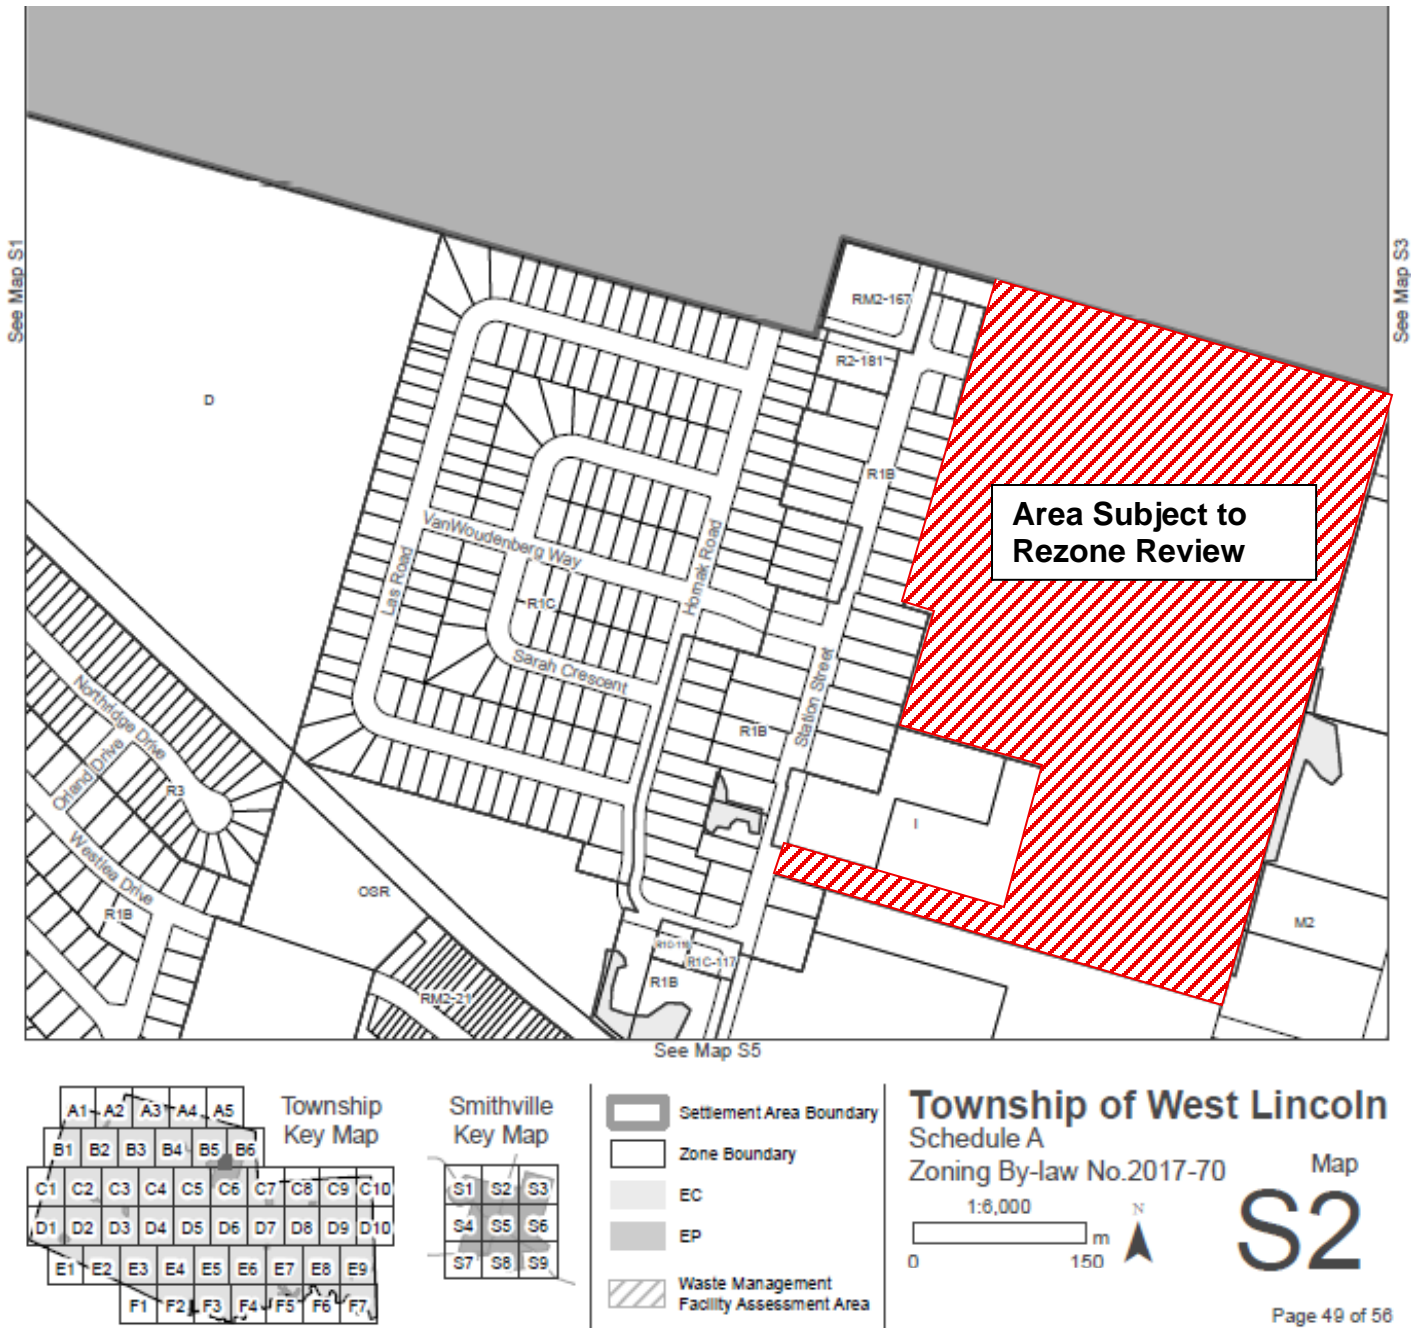 See Map S1
See Map S3
RM2-167
R2-181
D
R1B
Area Subject to
Rezone Review
VanWoudenberg Way
Las Road
Homak Road
R1C
Sarah Crescent
Station Street
R1B
Northridge Drive
Orland Drive
R3
Westlea Drive
I
OSR
R1B
M2
R1C-117
R1B
RM2-21
See Map S5
Township
Key Map
A1 A2 A3 A4 A5
B1 B2 B3 B4 B5 B6
C1 C2 C3 C4 C5 C6 C7 C8 C9 C10
D1 D2 D3 D4 D5 D6 D7 D8 D9 D10
E1 E2 E3 E4 E5 E6 E7 E8 E9
F1 F2 F3 F4 F5 F6 F7
Smithville
Key Map
S1 S2 S3
S4 S5 S6
S7 S8 S9
Settlement Area Boundary
Zone Boundary
EC
EP
Waste Management
Facility Assessment Area
Township of West Lincoln
Schedule A
Zoning By-law No.2017-70
1:6,000
m
0 150
N
Map
S2
Page 49 of 56